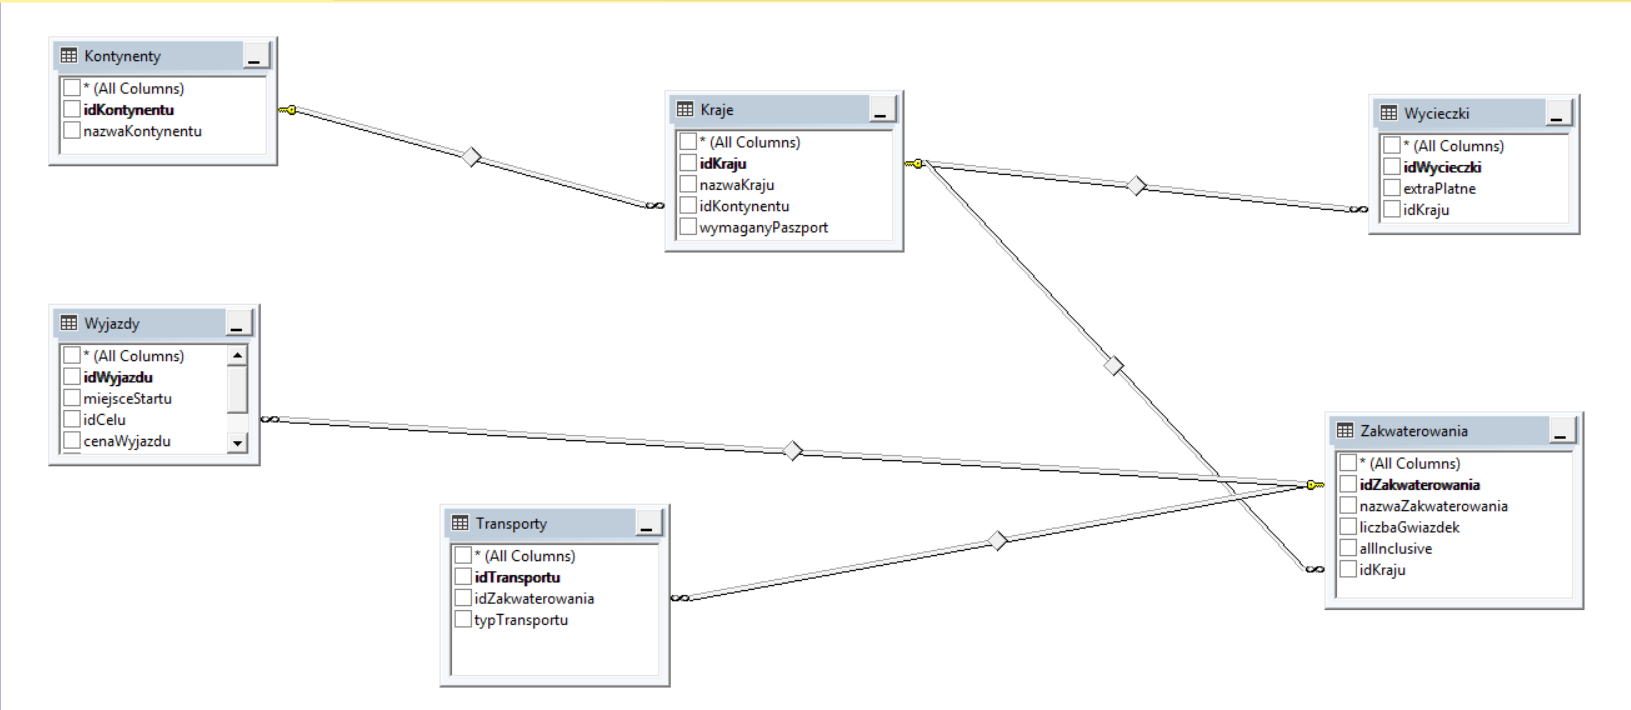 Kontynenty
* (All Columns)
idKontynentu
nazwaKontynentu
Kraje
* (All Columns)
idKraju
nazwaKraju
idKontynentu
wymaganyPaszport
Wycieczki
* (All Columns)
idWycieczki
extraPlatne
idKraju
Wyjazdy
* (All Columns)
idWyjazdu
miejsceStartu
idCelu
cenaWyjazdu
Transporty
* (All Columns)
idTransportu
idZakwaterowania
typTransportu
Zakwaterowania
* (All Columns)
idZakwaterowania
nazwaZakwaterowania
liczbaGwiazdek
allInclusive
idKraju